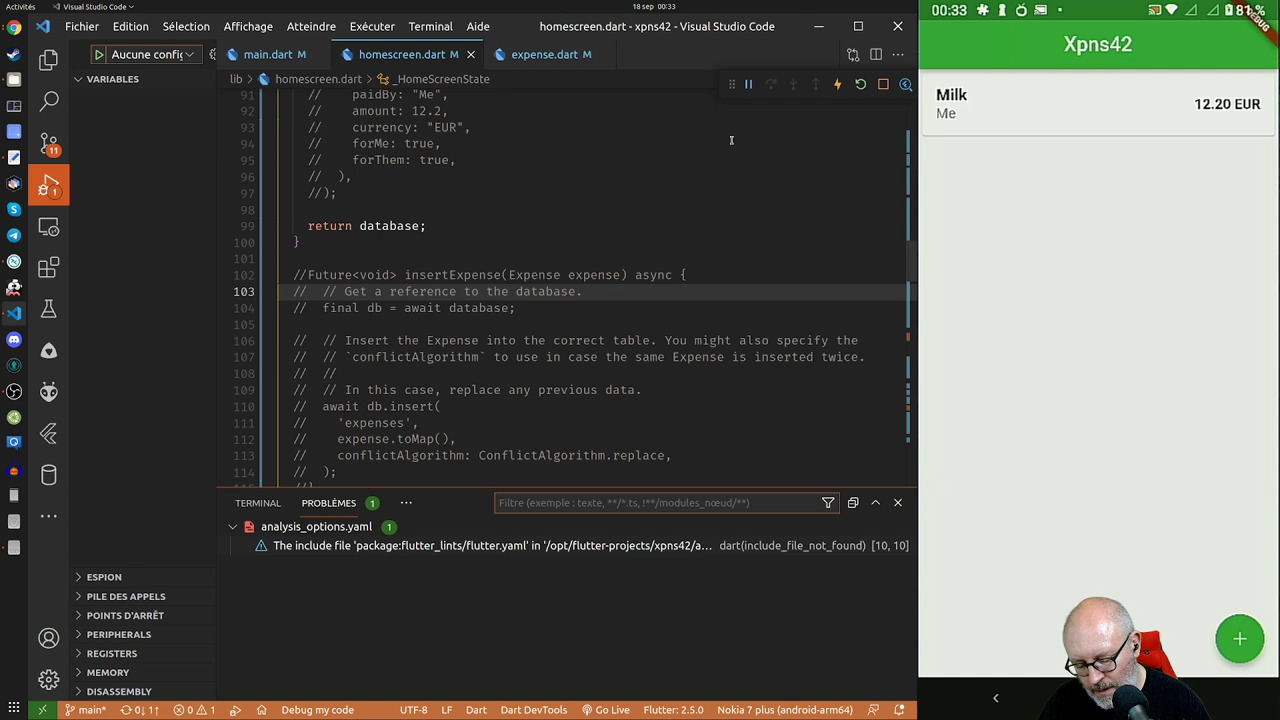 Activités
Visual Studio Code
18 sep 00:33
Fichier
Edition
Sélection
Affichage
Atteindre
Exécuter
Terminal
Aide
homescreen.dart - xpns42 - Visual Studio Code
Aucune config
main.dart M
homescreen.dart M
expense.dart M
VARIABLES
lib > homescreen.dart > _HomeScreenState
91 // paidBy: "Me",
92 // amount: 12.2,
93 // currency: "EUR",
94 // forMe: true,
95 // forThem: true,
96 // ),
97 //);
98
99 return database;
100 }
101
102 //Future<void> insertExpense(Expense expense) async {
103 // // Get a reference to the database.
104 // final db = await database;
105
106 // // Insert the Expense into the correct table. You might also specify the
107 // // `conflictAlgorithm` to use in case the same Expense is inserted twice.
108 // //
109 // // In this case, replace any previous data.
110 // await db.insert(
111 // 'expenses',
112 // expense.toMap(),
113 // conflictAlgorithm: ConflictAlgorithm.replace,
114 // );
11
1
TERMINAL
PROBLÈMES 1
Filtre (exemple : texte, **/*.ts, !**/modules_nœud/**)
analysis_options.yaml 1
The include file 'package:flutter_lints/flutter.yaml' in '/opt/flutter-projects/xpns42/a... dart(include_file_not_found) [10, 10]
ESPION
PILE DES APPELS
POINTS D'ARRÊT
PERIPHERALS
REGISTERS
MEMORY
DISASSEMBLY
main*
0↓ 1↑
0
1
Debug my code
UTF-8
LF
Dart
Dart DevTools
Go Live
Flutter: 2.5.0
Nokia 7 plus (android-arm64)
00:33
81%
DEBUG
Xpns42
Milk
Me
12.20 EUR